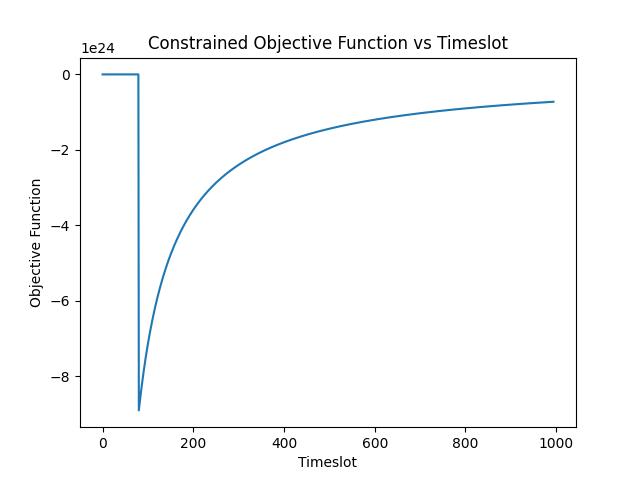 Constrained Objective Function vs Timeslot
1e24
0
−2
−4
−6
−8
Objective Function
0 200 400 600 800 1000
Timeslot